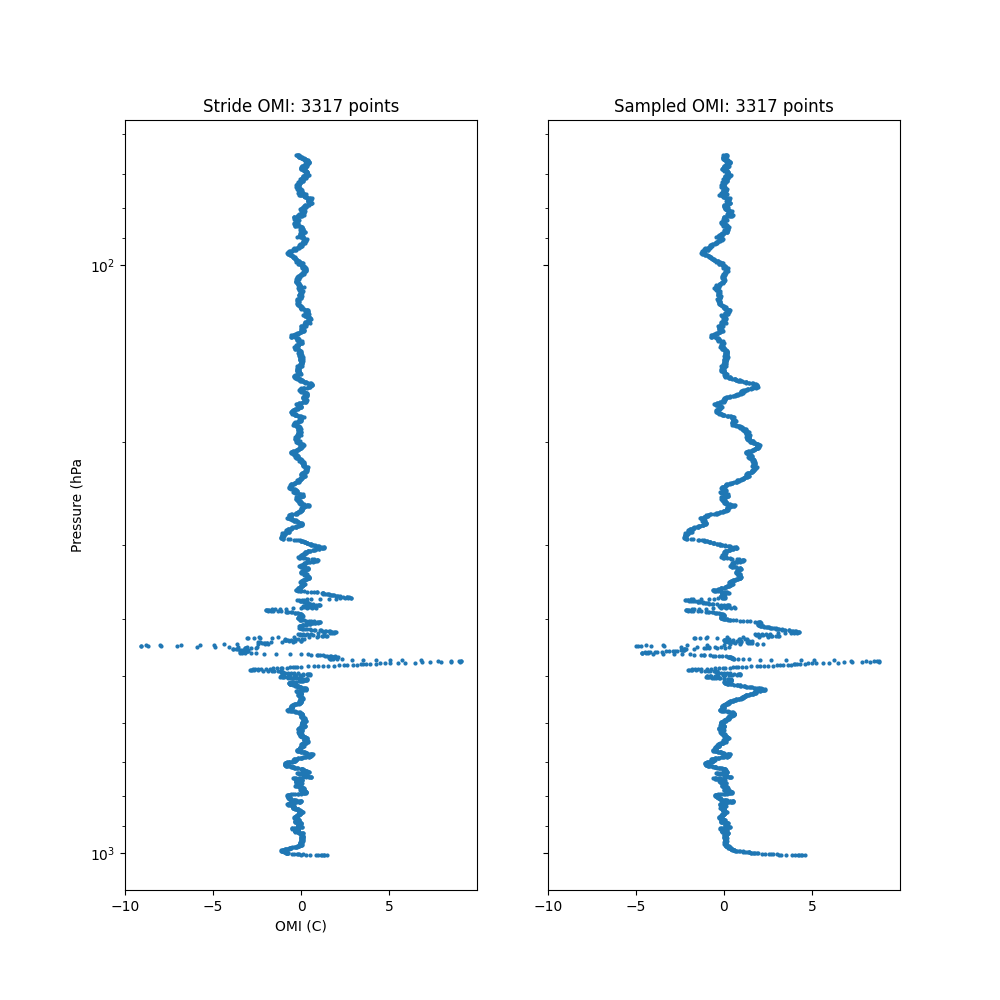 Stride OMI: 3317 points
Sampled OMI: 3317 points
10²
10³
Pressure (hPa
−10 −5 0 5
−10 −5 0 5
OMI (C)